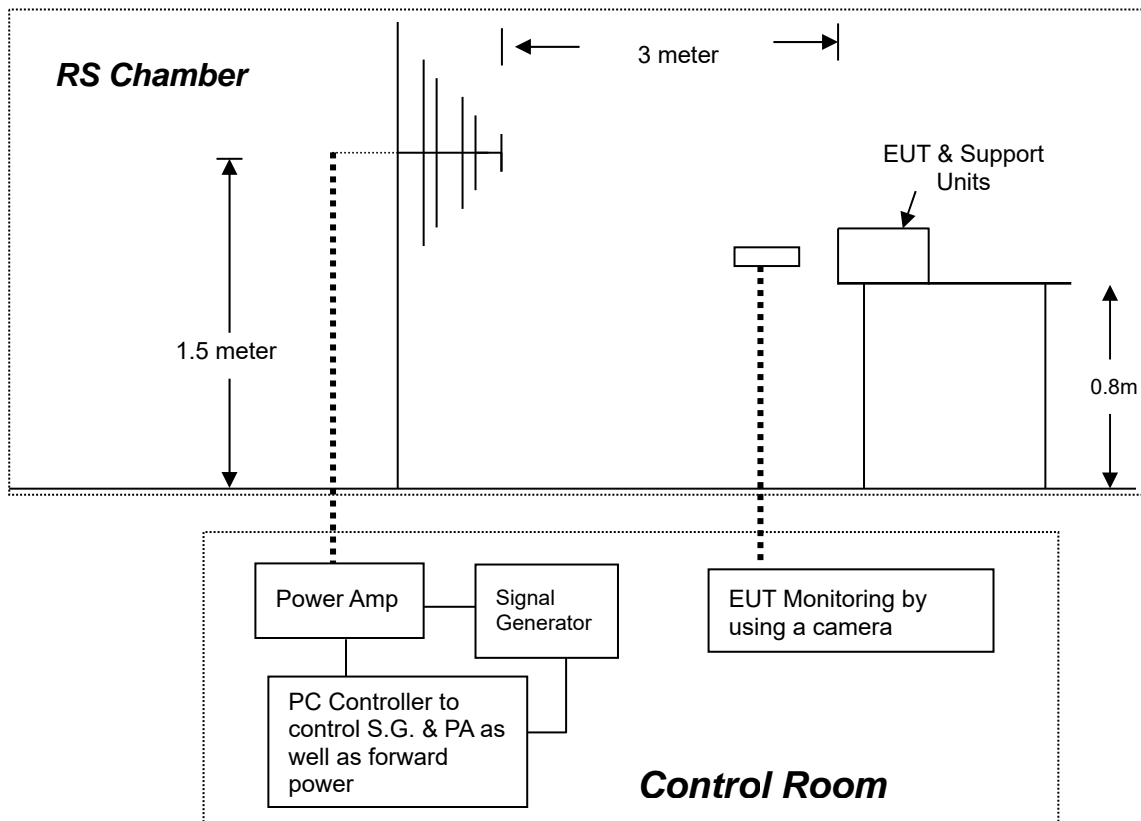 3 meter
RS Chamber
EUT & Support
Units
1.5 meter
0.8m
Power Amp
Signal
Generator
EUT Monitoring by
using a camera
PC Controller to
control S.G. & PA as
well as forward
power
Control Room